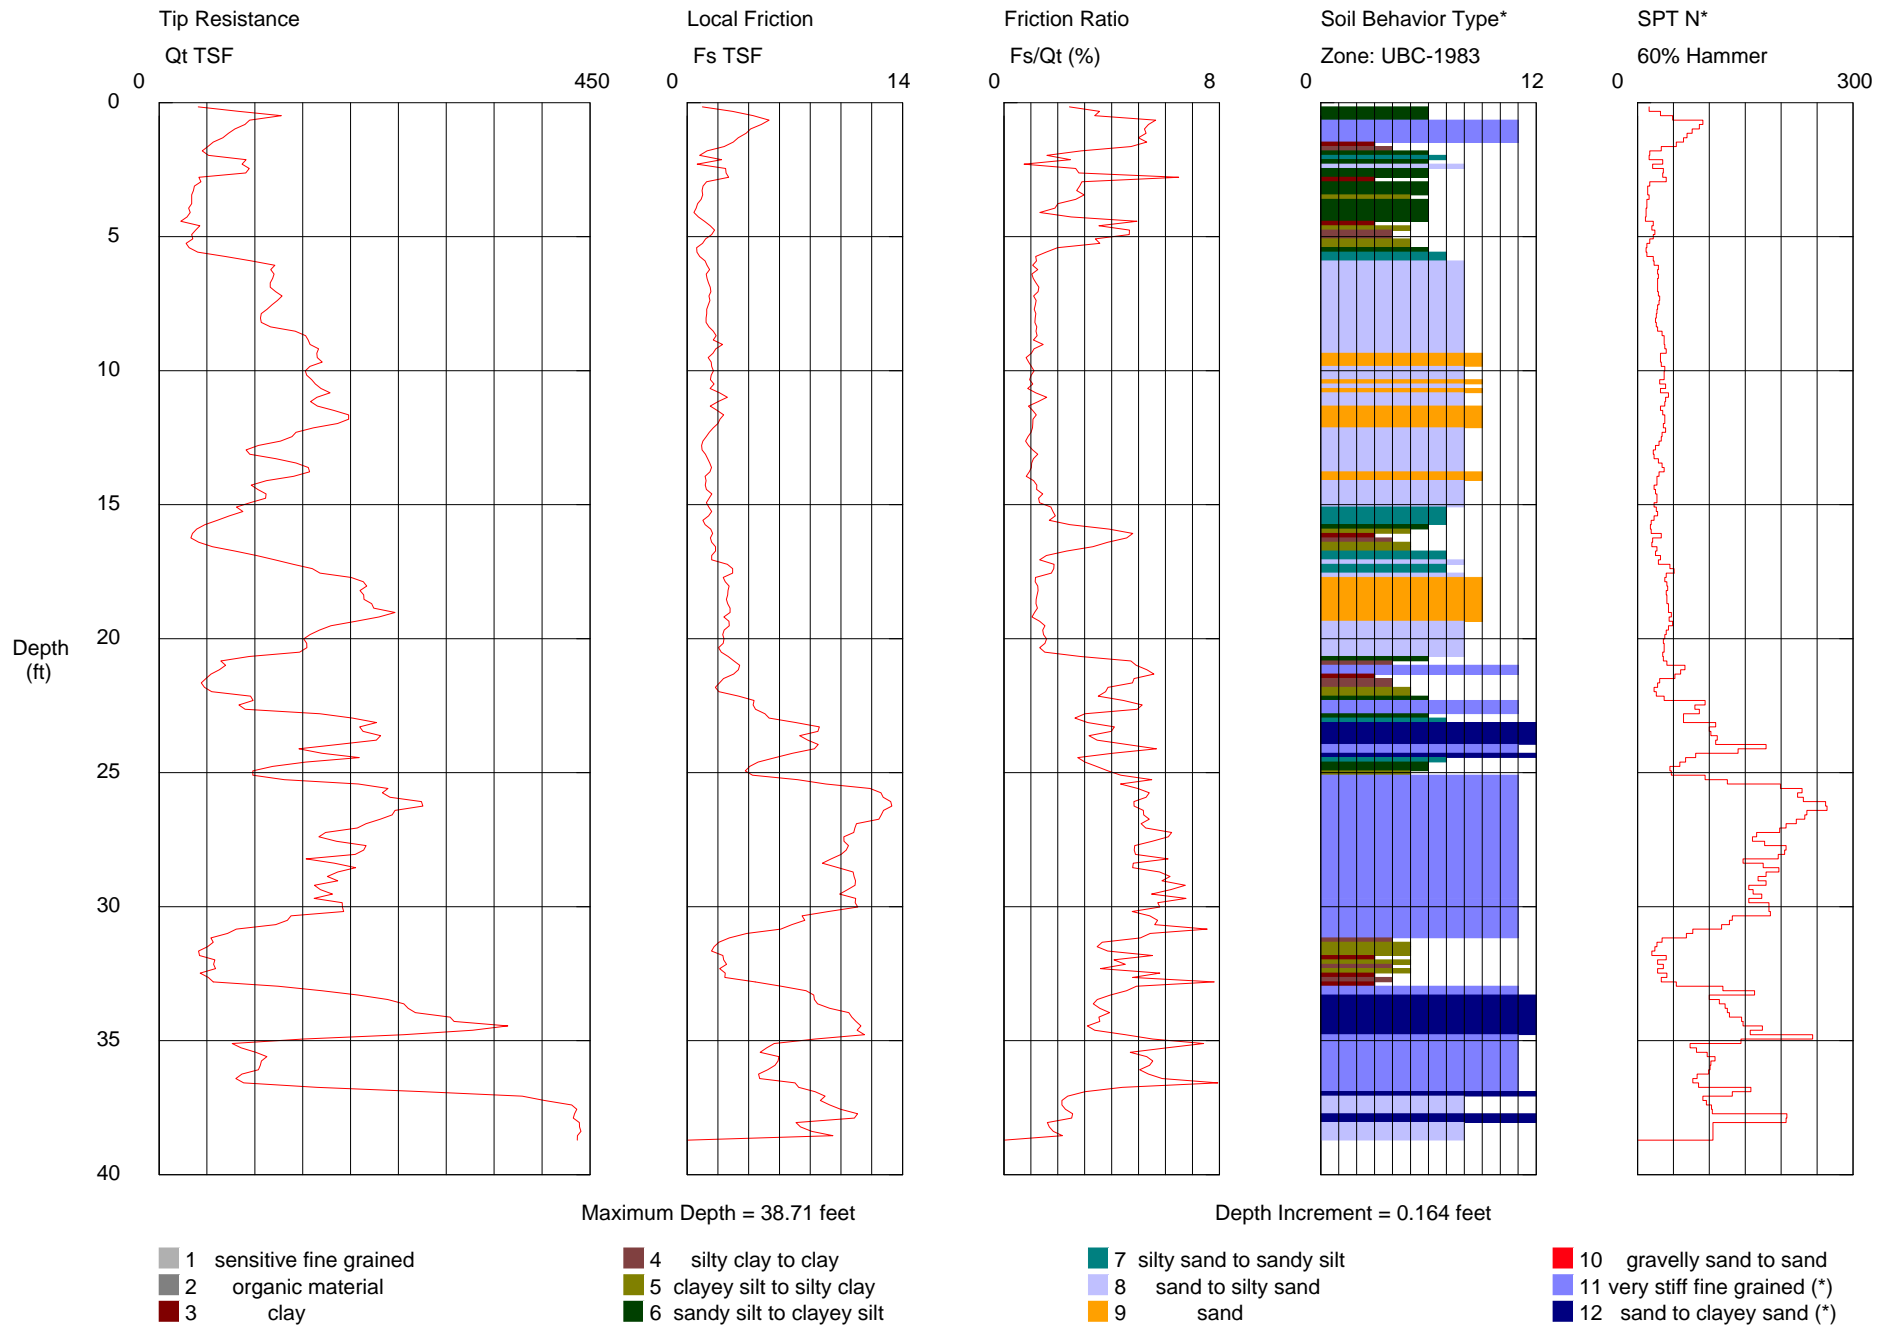 Tip Resistance Local Friction Friction Ratio Soil Behavior Type* SPT N*
Qt TSF Fs TSF Fs/Qt (%) Zone: UBC-1983 60% Hammer
0 450 0 14 0 8 0 12 0 300
0
5
10
15
20
25
30
35
40
Depth
(ft)
Maximum Depth = 38.71 feet Depth Increment = 0.164 feet
1 sensitive fine grained 4 silty clay to clay 7 silty sand to sandy silt 10 gravelly sand to sand
2 organic material 5 clayey silt to silty clay 8 sand to silty sand 11 very stiff fine grained (*)
3 clay 6 sandy silt to clayey silt 9 sand 12 sand to clayey sand (*)